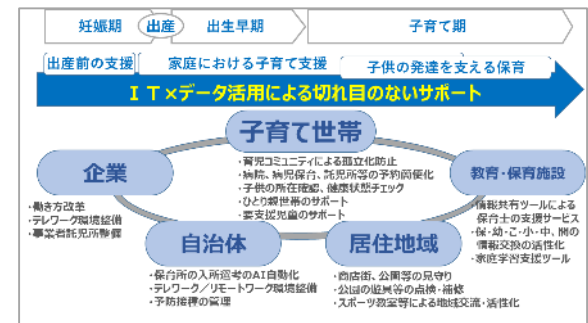 妊娠期
出産
出生早期
子育て期
出産前の支援
家庭における子育て支援
子供の発達を支える保育
IT×データ活用による切れ目のないサポート
子育て世帯
・育児コミュニティによる孤立化防止
・病院、病児保台、託児所等の予約簡便化
・子供の所在確認、健康状態チェック
・ひとり親世帯のサポート
・要支援児童のサポート
企業
・働き方改革
・テレワーク環境整備
・事業者託児所整備
教育・保育施設
・情報共有ツールによる
保育士の支援サービス
・保・幼・こ・小・中、間の
情報交換の活性化
・家庭学習支援ツール
自治体
・保台所の入所選考のAI自動化
・テレワーク/リモートワーク環境整備
・予防接種の管理
居住地域
・商店街、公園等の見守り
・公園の遊具等の点検・補修
・スポーツ教室等による地域交流・活性化